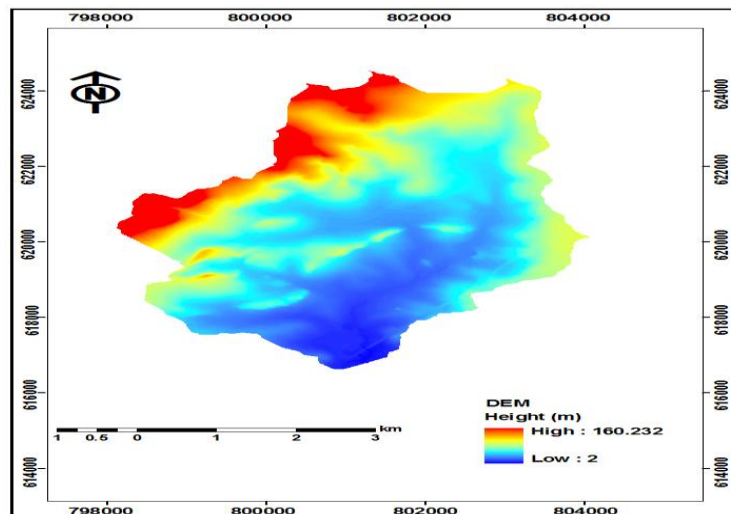 798000 800000 802000 804000
N
624000 624000
622000 622000
620000 620000
618000 618000
616000 616000
614000 614000
DEM
Height (m)
High : 160.232
Low : 2
1 0.5 0 1 2 3 km
798000 800000 802000 804000